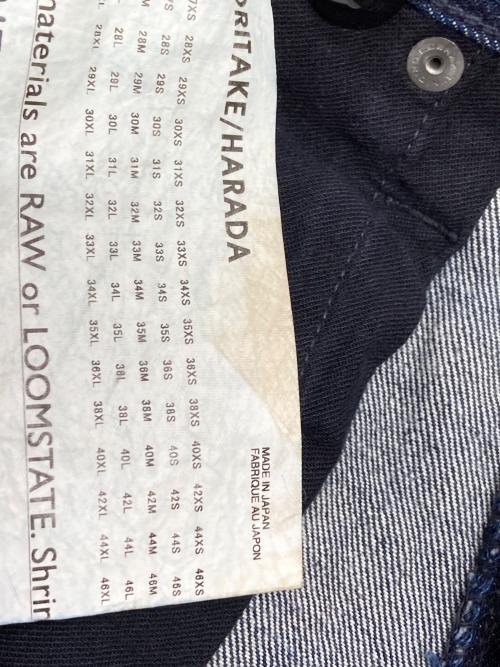 MADE IN JAPAN
FABRIQUE AU JAPON
ORITAKE/HARADA
7XS 28XS 29XS 30XS 31XS 32XS 33XS 34XS 35XS 36XS 38XS 40XS 42XS 44XS 46XS
S 28S 29S 30S 31S 32S 33S 34S 35S 36S 38S 40S 42S 44S 46S
M 28M 29M 30M 31M 32M 33M 34M 35M 36M 38M 40M 42M 44M 46M
28L 29L 30L 31L 32L 33L 34L 35L 36L 38L 40L 42L 44L 46L
28XL 29XL 30XL 31XL 32XL 33XL 34XL 35XL 36XL 38XL 40XL 42XL 44XL 46XL
materials are RAW or LOOMSTATE. Shrin